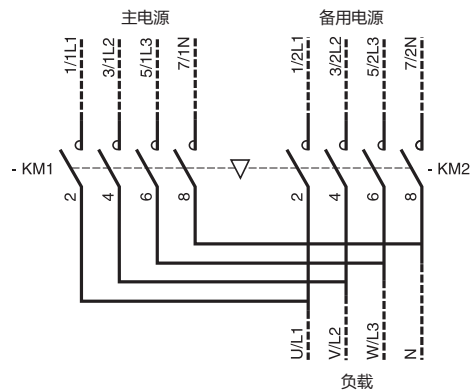 主电源
备用电源
1/1L1
3/1L2
5/1L3
7/1N
1/2L1
3/2L2
5/2L3
7/2N
- KM1
- KM2
2
4
6
8
2
4
6
8
U/L1
V/L2
W/L3
N
负载